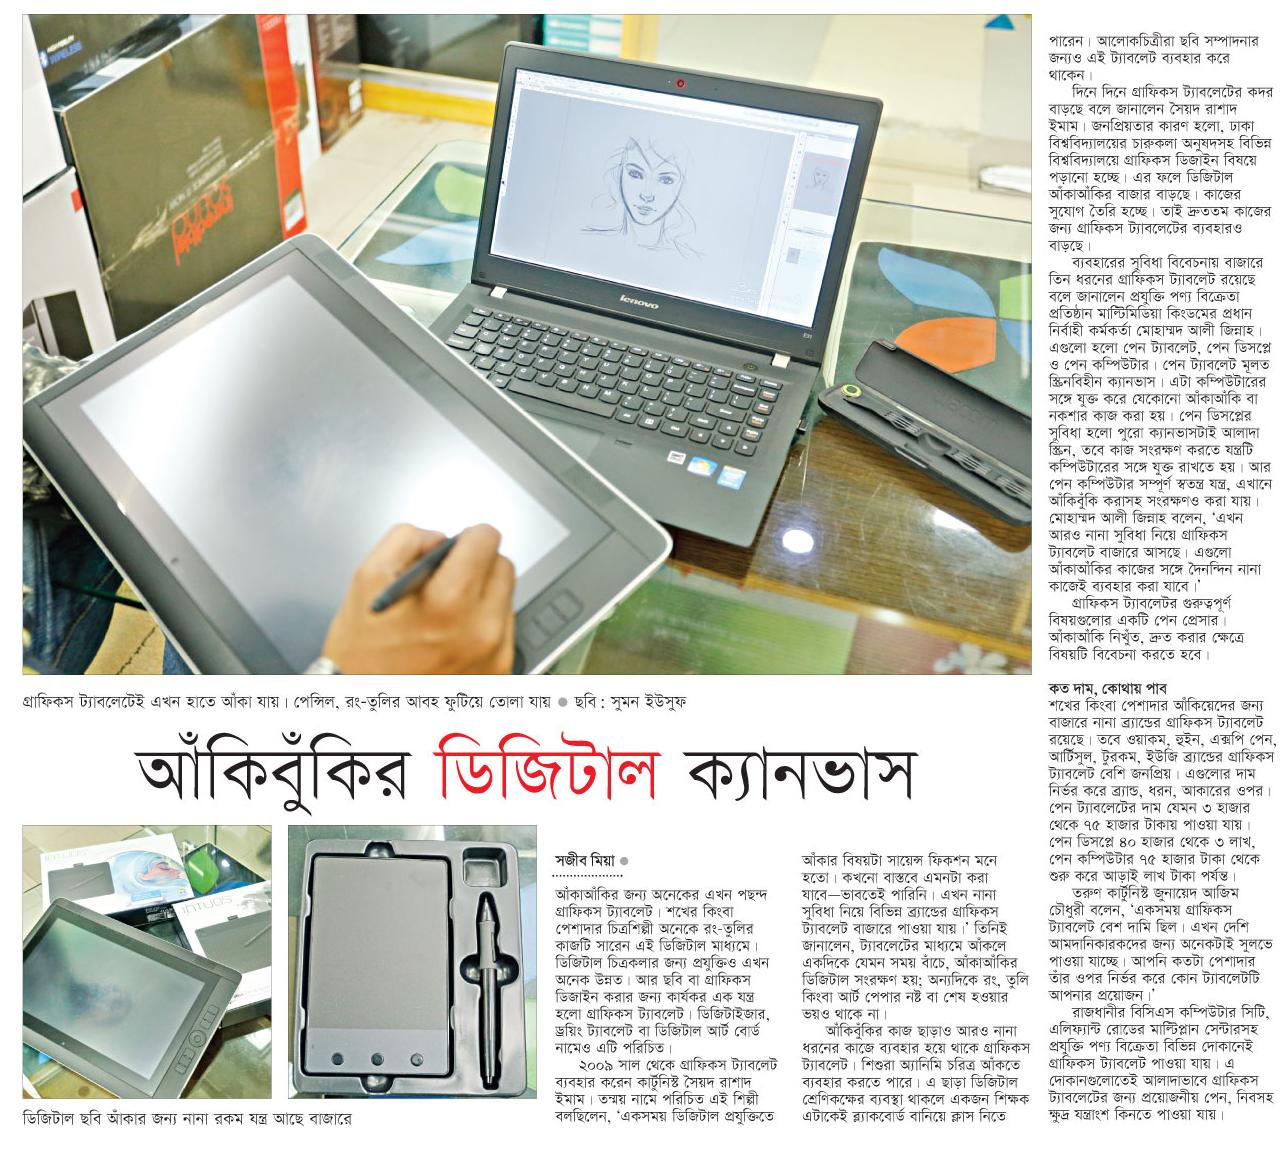 lenovo
গ্রাফিকস ট্যাবলেটেই এখন হাতে আঁকা যায়। পেন্সিল, রং-তুলির আবহ ফুটিয়ে তোলা যায় ● ছবি : সুমন ইউসুফ
আঁকিবুঁকির ডিজিটাল ক্যানভাস
ডিজিটাল ছবি আঁকার জন্য নানা রকম যন্ত্র আছে বাজারে
সজীব মিয়া ●
আঁকাআঁকির জন্য অনেকের এখন পছন্দ
গ্রাফিকস ট্যাবলেট। শখের কিংবা
পেশাদার চিত্রশিল্পী অনেকে রং-তুলির
কাজটি সারেন এই ডিজিটাল মাধ্যমে।
ডিজিটাল চিত্রকলার জন্য প্রযুক্তিও এখন
অনেক উন্নত। আর ছবি বা গ্রাফিকস
ডিজাইন করার জন্য কার্যকর এক যন্ত্র
হলো গ্রাফিকস ট্যাবলেট। ডিজিটাইজার,
ড্রয়িং ট্যাবলেট বা ডিজিটাল আর্ট বোর্ড
নামেও এটি পরিচিত।
২০০৯ সাল থেকে গ্রাফিকস ট্যাবলেট
ব্যবহার করেন কার্টুনিস্ট সৈয়দ রাশাদ
ইমাম। তন্ময় নামে পরিচিত এই শিল্পী
বলছিলেন, ‘একসময় ডিজিটাল প্রযুক্তিতে
আঁকার বিষয়টা সায়েন্স ফিকশন মনে
হতো। কখনো বাস্তবে এমনটা করা
যাবে—ভাবতেই পারিনি। এখন নানা
সুবিধা নিয়ে বিভিন্ন ব্র্যান্ডের গ্রাফিকস
ট্যাবলেট বাজারে পাওয়া যায়।’ তিনিই
জানালেন, ট্যাবলেটের মাধ্যমে আঁকলে
একদিকে যেমন সময় বাঁচে, আঁকাআঁকির
ডিজিটাল সংরক্ষণ হয়; অন্যদিকে রং, তুলি
কিংবা আর্ট পেপার নষ্ট বা শেষ হওয়ার
ভয়ও থাকে না।
আঁকিবুঁকির কাজ ছাড়াও আরও নানা
ধরনের কাজে ব্যবহার হয়ে থাকে গ্রাফিকস
ট্যাবলেট। শিশুরা অ্যানিমি চরিত্র আঁকতে
ব্যবহার করতে পারে। এ ছাড়া ডিজিটাল
শ্রেণিকক্ষের ব্যবস্থা থাকলে একজন শিক্ষক
এটাকেই ব্ল্যাকবোর্ড বানিয়ে ক্লাস নিতে
পারেন। আলোকচিত্রীরা ছবি সম্পাদনার
জন্যও এই ট্যাবলেট ব্যবহার করে
থাকেন।
দিনে দিনে গ্রাফিকস ট্যাবলেটের কদর
বাড়ছে বলে জানালেন সৈয়দ রাশাদ
ইমাম। জনপ্রিয়তার কারণ হলো, ঢাকা
বিশ্ববিদ্যালয়ের চারুকলা অনুষদসহ বিভিন্ন
বিশ্ববিদ্যালয়ে গ্রাফিকস ডিজাইন বিষয়ে
পড়ানো হচ্ছে। এর ফলে ডিজিটাল
আঁকাআঁকির বাজার বাড়ছে। কাজের
সুযোগ তৈরি হচ্ছে। তাই দ্রুততম কাজের
জন্য গ্রাফিকস ট্যাবলেটের ব্যবহারও
বাড়ছে।
ব্যবহারের সুবিধা বিবেচনায় বাজারে
তিন ধরনের গ্রাফিকস ট্যাবলেট রয়েছে
বলে জানালেন প্রযুক্তি পণ্য বিক্রেতা
প্রতিষ্ঠান মাল্টিমিডিয়া কিংডমের প্রধান
নির্বাহী কর্মকর্তা মোহাম্মদ আলী জিন্নাহ।
এগুলো হলো পেন ট্যাবলেট, পেন ডিসপ্লে
ও পেন কম্পিউটার। পেন ট্যাবলেট মূলত
স্ক্রিনবিহীন ক্যানভাস। এটা কম্পিউটারের
সঙ্গে যুক্ত করে যেকোনো আঁকাআঁকি বা
নকশার কাজ করা হয়। পেন ডিসপ্লের
সুবিধা হলো পুরো ক্যানভাসটাই আলাদা
স্ক্রিন, তবে কাজ সংরক্ষণ করতে যন্ত্রটি
কম্পিউটারের সঙ্গে যুক্ত রাখতে হয়। আর
পেন কম্পিউটার সম্পূর্ণ স্বতন্ত্র যন্ত্র, এখানে
আঁকিবুঁকি করাসহ সংরক্ষণও করা যায়।
মোহাম্মদ আলী জিন্নাহ বলেন, ‘এখন
আরও নানা সুবিধা নিয়ে গ্রাফিকস
ট্যাবলেট বাজারে আসছে। এগুলো
আঁকাআঁকির কাজের সঙ্গে দৈনন্দিন নানা
কাজেই ব্যবহার করা যাবে।’
গ্রাফিকস ট্যাবলেটর গুরুত্বপূর্ণ
বিষয়গুলোর একটি পেন প্রেসার।
আঁকাআঁকি নিখুঁত, দ্রুত করার ক্ষেত্রে
বিষয়টি বিবেচনা করতে হবে।
কত দাম, কোথায় পাব
শখের কিংবা পেশাদার আঁকিয়েদের জন্য
বাজারে নানা ব্র্যান্ডের গ্রাফিকস ট্যাবলেট
রয়েছে। তবে ওয়াকম, হুইন, এক্সপি পেন,
আর্টিসুল, টুরকম, ইউজি ব্র্যান্ডের গ্রাফিকস
ট্যাবলেট বেশি জনপ্রিয়। এগুলোর দাম
নির্ভর করে ব্র্যান্ড, ধরন, আকারের ওপর।
পেন ট্যাবলেটের দাম যেমন ৩ হাজার
থেকে ৭৫ হাজার টাকায় পাওয়া যায়।
পেন ডিসপ্লে ৪০ হাজার থেকে ৩ লাখ,
পেন কম্পিউটার ৭৫ হাজার টাকা থেকে
শুরু করে আড়াই লাখ টাকা পর্যন্ত।
তরুণ কার্টুনিস্ট জুনায়েদ আজিম
চৌধুরী বলেন, ‘একসময় গ্রাফিকস
ট্যাবলেট বেশ দামি ছিল। এখন দেশি
আমদানিকারকদের জন্য অনেকটাই সুলভে
পাওয়া যাচ্ছে। আপনি কতটা পেশাদার
তাঁর ওপর নির্ভর করে কোন ট্যাবলেটটি
আপনার প্রয়োজন।’
রাজধানীর বিসিএস কম্পিউটার সিটি,
এলিফ্যান্ট রোডের মাল্টিপ্লান সেন্টারসহ
প্রযুক্তি পণ্য বিক্রেতা বিভিন্ন দোকানেই
গ্রাফিকস ট্যাবলেট পাওয়া যায়। এ
দোকানগুলোতেই আলাদাভাবে গ্রাফিকস
ট্যাবলেটের জন্য প্রয়োজনীয় পেন, নিবসহ
ক্ষুদ্র যন্ত্রাংশ কিনতে পাওয়া যায়।